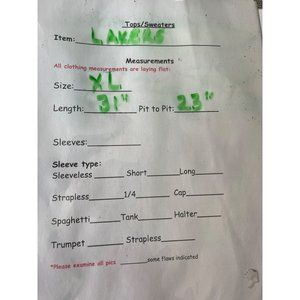 Tops/Sweaters
Item: LAKERS
Measurements
All clothing measurements are laying flat:
Size: XL
Length: 31" Pit to Pit: 23"
Sleeves:
Sleeve type:
Sleeveless Short Long
Strapless 1/4 Cap
Spaghetti Tank Halter
Trumpet Strapless
*Please examine all pics some flaws indicated